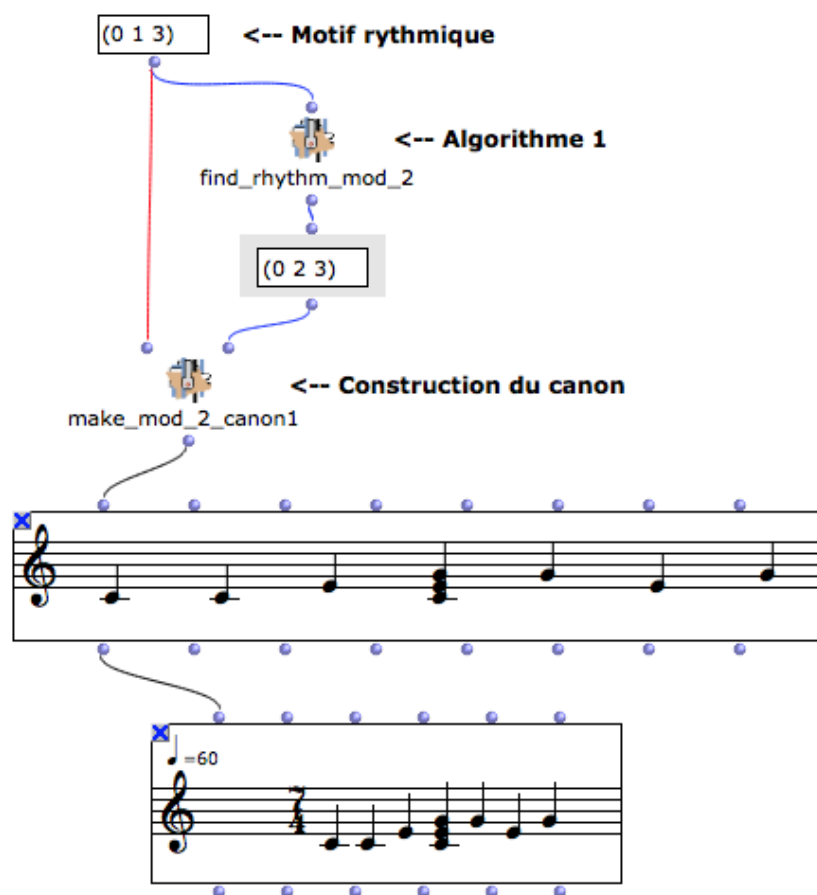 (0 1 3) <-- Motif rythmique
<-- Algorithme 1
find_rhythm_mod_2
(0 2 3)
<-- Construction du canon
make_mod_2_canon1
=60
7
4